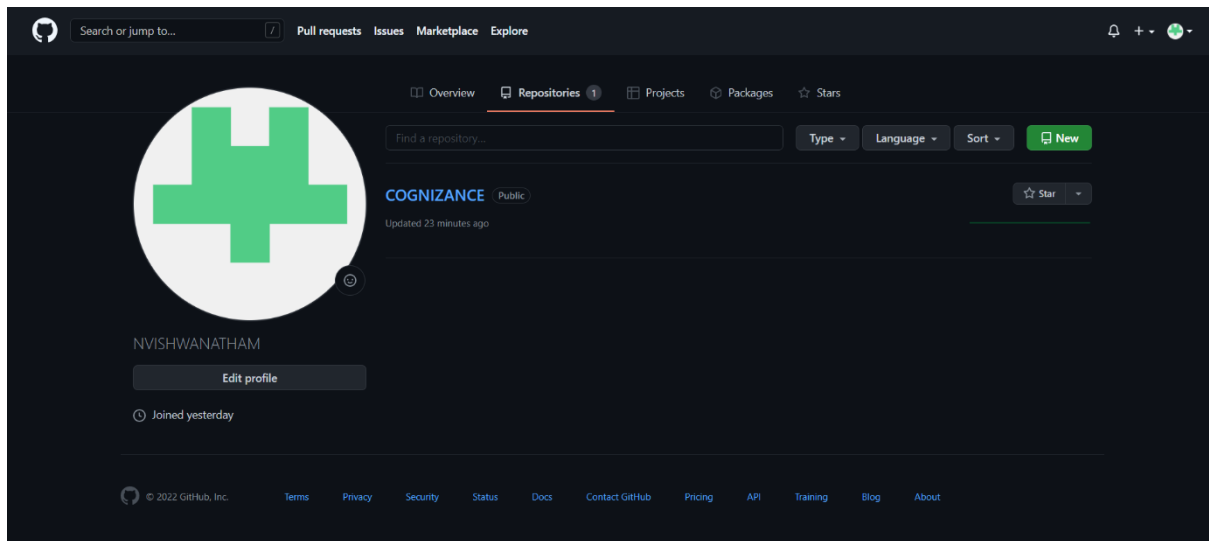 Search or jump to... / Pull requests Issues Marketplace Explore
Overview Repositories 1 Projects Packages Stars
Find a repository... Type Language Sort New
COGNIZANCE Public Star
Updated 23 minutes ago
NVISHWANATHAM
Edit profile
Joined yesterday
© 2022 GitHub, Inc. Terms Privacy Security Status Docs Contact GitHub Pricing API Training Blog About